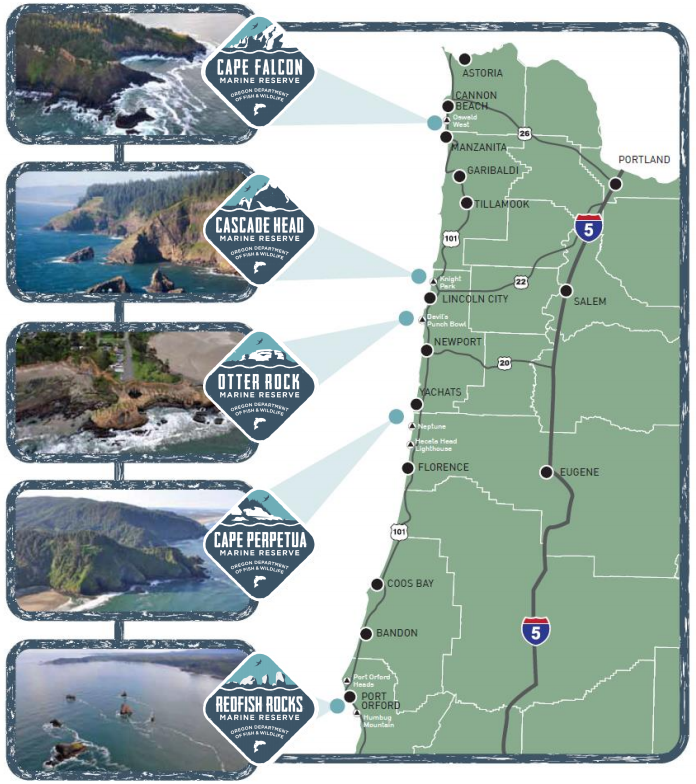 CAPE FALCON
MARINE RESERVE
OREGON DEPARTMENT
OF FISH & WILDLIFE
CASCADE HEAD
MARINE RESERVE
OREGON DEPARTMENT
OF FISH & WILDLIFE
OTTER ROCK
MARINE RESERVE
OREGON DEPARTMENT
OF FISH & WILDLIFE
CAPE PERPETUA
MARINE RESERVE
OREGON DEPARTMENT
OF FISH & WILDLIFE
REDFISH ROCKS
MARINE RESERVE
OREGON DEPARTMENT
OF FISH & WILDLIFE
ASTORIA
CANNON
BEACH
Oswald
West
26
MANZANITA
PORTLAND
GARIBALDI
TILLAMOOK
5
101
Knight
Park
22
LINCOLN CITY
SALEM
Devil's
Punch Bowl
NEWPORT
20
YACHATS
Neptune
Heceta Head
Lighthouse
FLORENCE
EUGENE
101
COOS BAY
BANDON
5
Port Orford
Heads
PORT
ORFORD
Humbug
Mountain